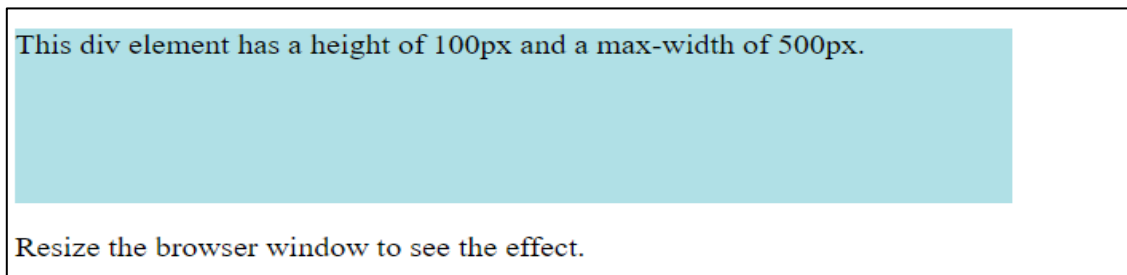 This div element has a height of 100px and a max-width of 500px.
Resize the browser window to see the effect.